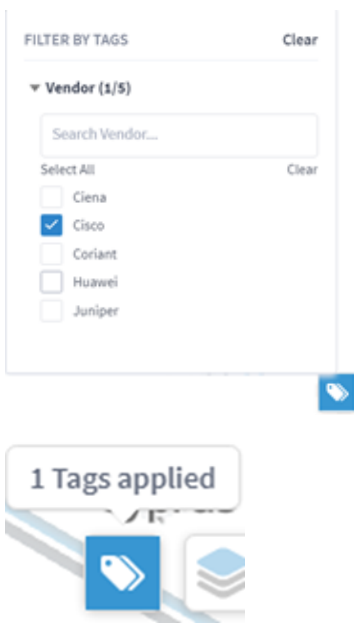 FILTER BY TAGS Clear
Vendor (1/5)
Search Vendor...
Select All Clear
Ciena
Cisco
Coriant
Huawei
Juniper
1 Tags applied